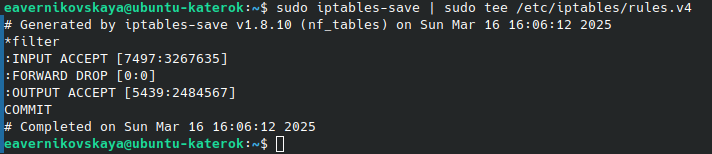 eavernikovskaya@ubuntu-katerok:~$ sudo iptables-save | sudo tee /etc/iptables/rules.v4
# Generated by iptables-save v1.8.10 (nf_tables) on Sun Mar 16 16:06:12 2025
*filter
:INPUT ACCEPT [7497:3267635]
:FORWARD DROP [0:0]
:OUTPUT ACCEPT [5439:2484567]
COMMIT
# Completed on Sun Mar 16 16:06:12 2025
eavernikovskaya@ubuntu-katerok:~$